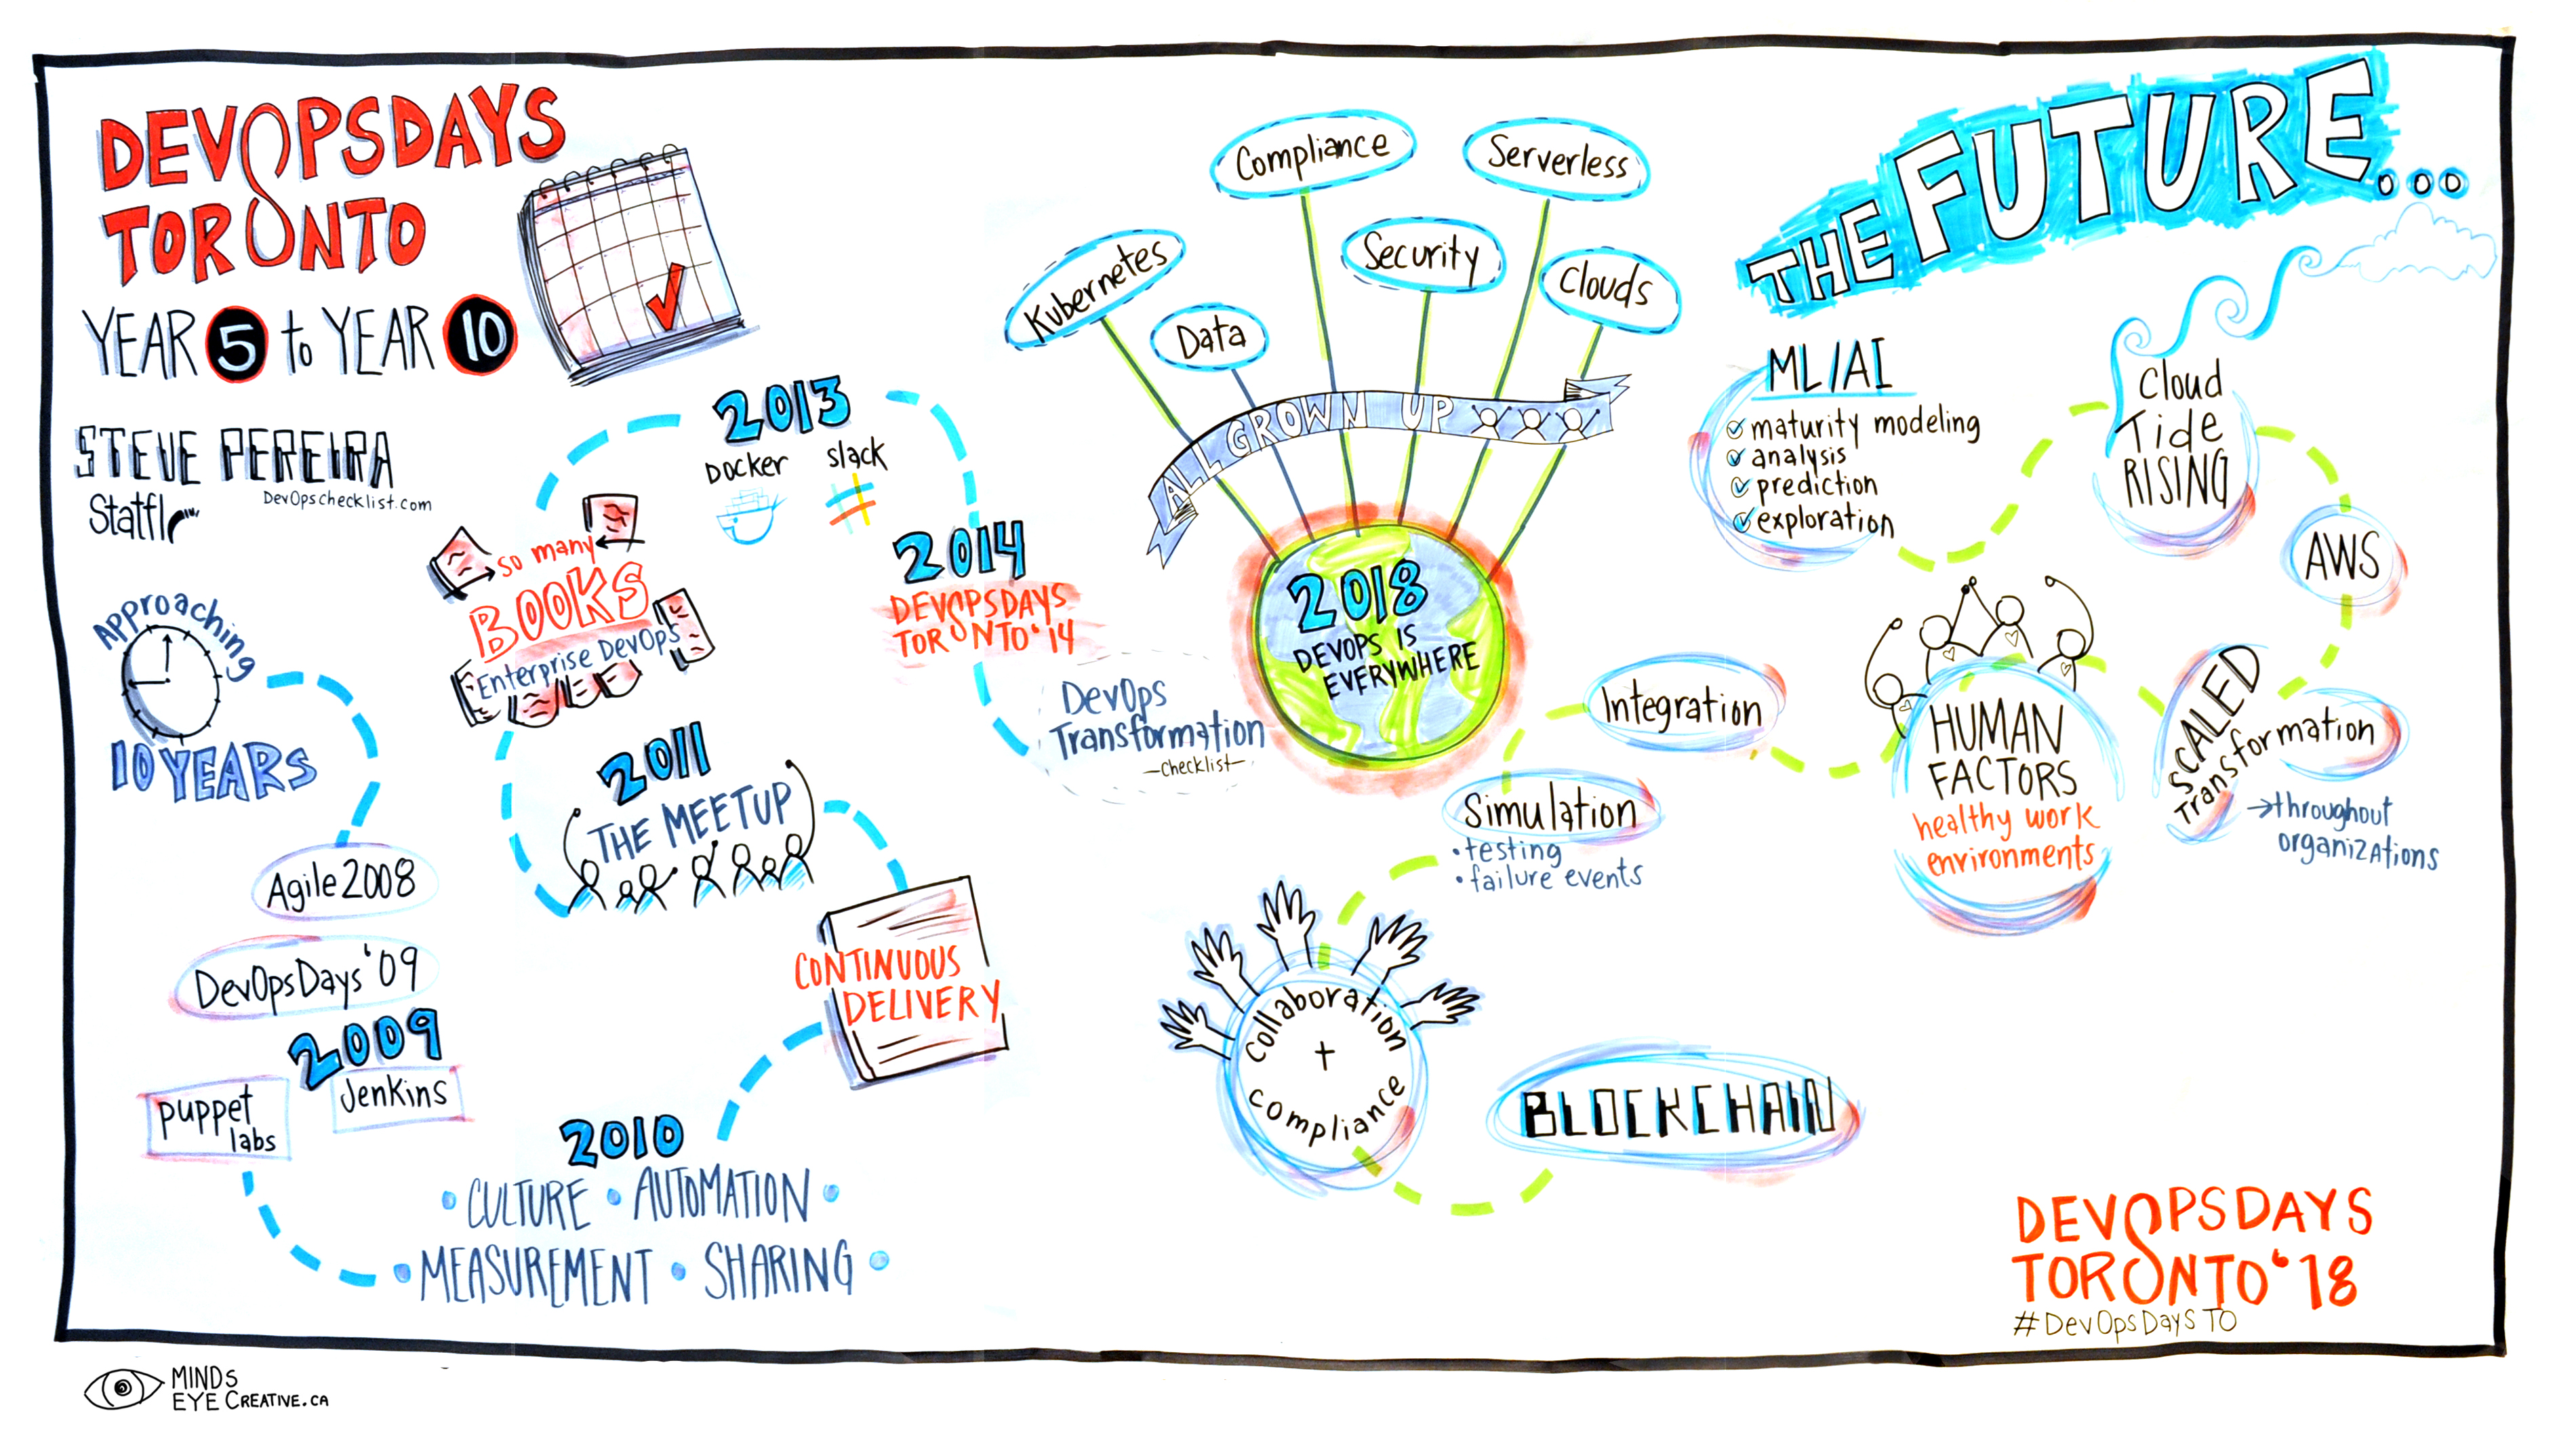 DEVOPSDAYS
TORONTO
YEAR 5 to YEAR 10
STEVE PEREIRA
Statflo
DevOpschecklist.com
Approaching
10 YEARS
Agile2008
DevOpsDays'09
2009
puppet
labs
Jenkins
2010
• CULTURE • AUTOMATION •
• MEASUREMENT • SHARING •
CONTINUOUS
DELIVERY
2011
THE MEETUP
so many
BOOKS
Enterprise DevOps
2013
Docker
slack
2014
DEVOPSDAYS
TORONTO'14
DevOps
Transformation
-checklist-
Kubernetes
Data
Compliance
Security
Serverless
Clouds
ALL GROWN UP
2018
DEVOPS IS
EVERYWHERE
THE FUTURE...
ML/AI
maturity modeling
analysis
prediction
exploration
Cloud
Tide
RISING
AWS
SCALED
Transformation
→throughout
organizations
HUMAN
FACTORS
healthy work
environments
Integration
Simulation
• testing
• failure events
collaboration
+
compliance
BLOCKCHAIN
DEVOPSDAYS
TORONTO'18
#DevOpsDaysTO
MINDS
EYE CREATIVE.CA